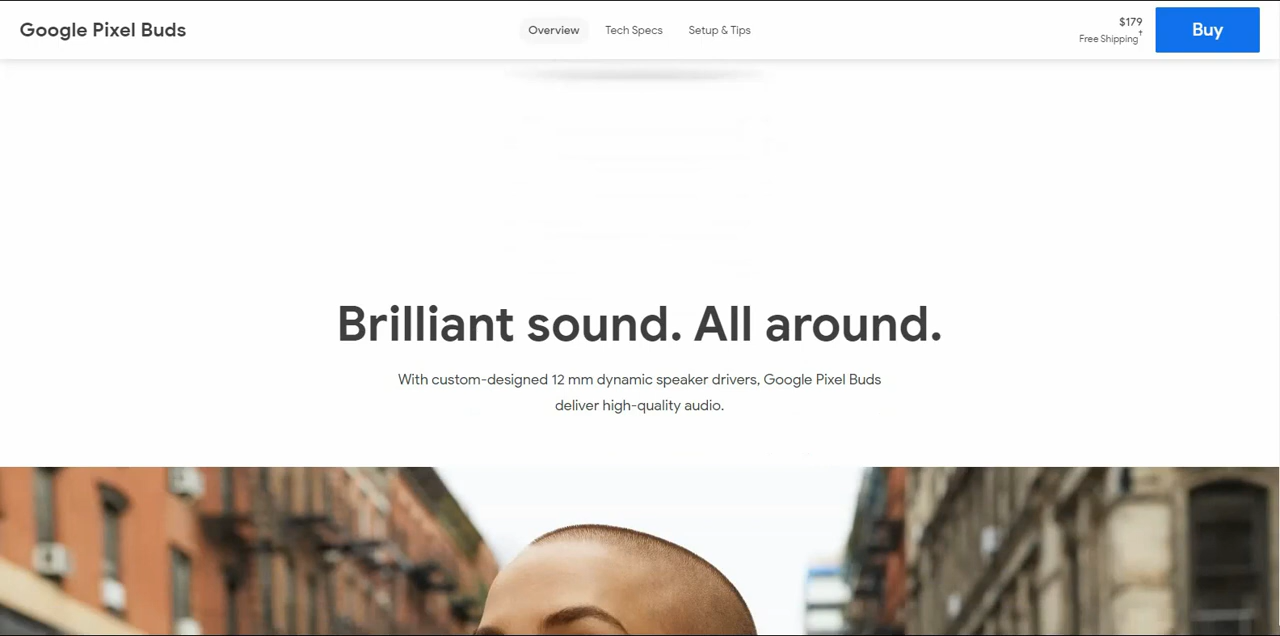 Google Pixel Buds
Overview
Tech Specs
Setup & Tips
$179
Free Shipping†
Buy
Brilliant sound. All around.
With custom-designed 12 mm dynamic speaker drivers, Google Pixel Buds
deliver high-quality audio.